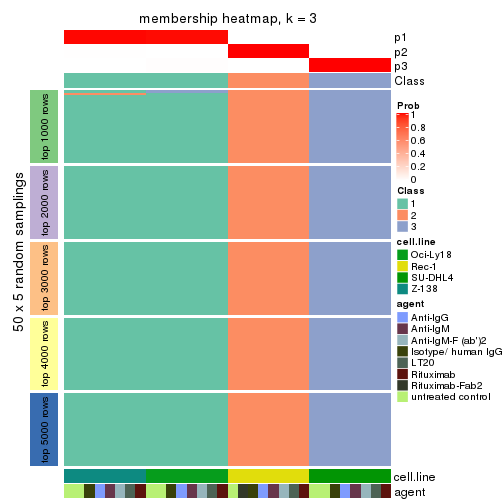 membership heatmap, k = 3
p1
p2
p3
Class
50 x 5 random samplings
top 1000 rows
top 2000 rows
top 3000 rows
top 4000 rows
top 5000 rows
cell.line
agent
Prob
1
0.8
0.6
0.4
0.2
0
Class
1
2
3
cell.line
Oci-Ly18
Rec-1
SU-DHL4
Z-138
agent
Anti-IgG
Anti-IgM
Anti-IgM-F (ab')2
Isotype/ human IgG
LT20
Rituximab
Rituximab-Fab2
untreated control